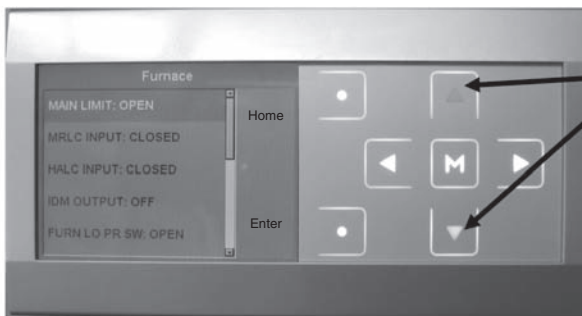 Furnace
MAIN LIMIT: OPEN
MRLC INPUT: CLOSED
HALC INPUT: CLOSED
IDM OUTPUT: OFF
FURN LO PR SW: OPEN
Home
Enter
M